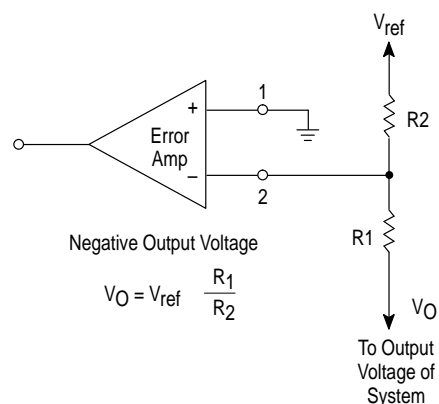 Vref
1
+
R2
Error
Amp
–
2
R1
Negative Output Voltage
VO = Vref R1
R2
VO
To Output
Voltage of
System